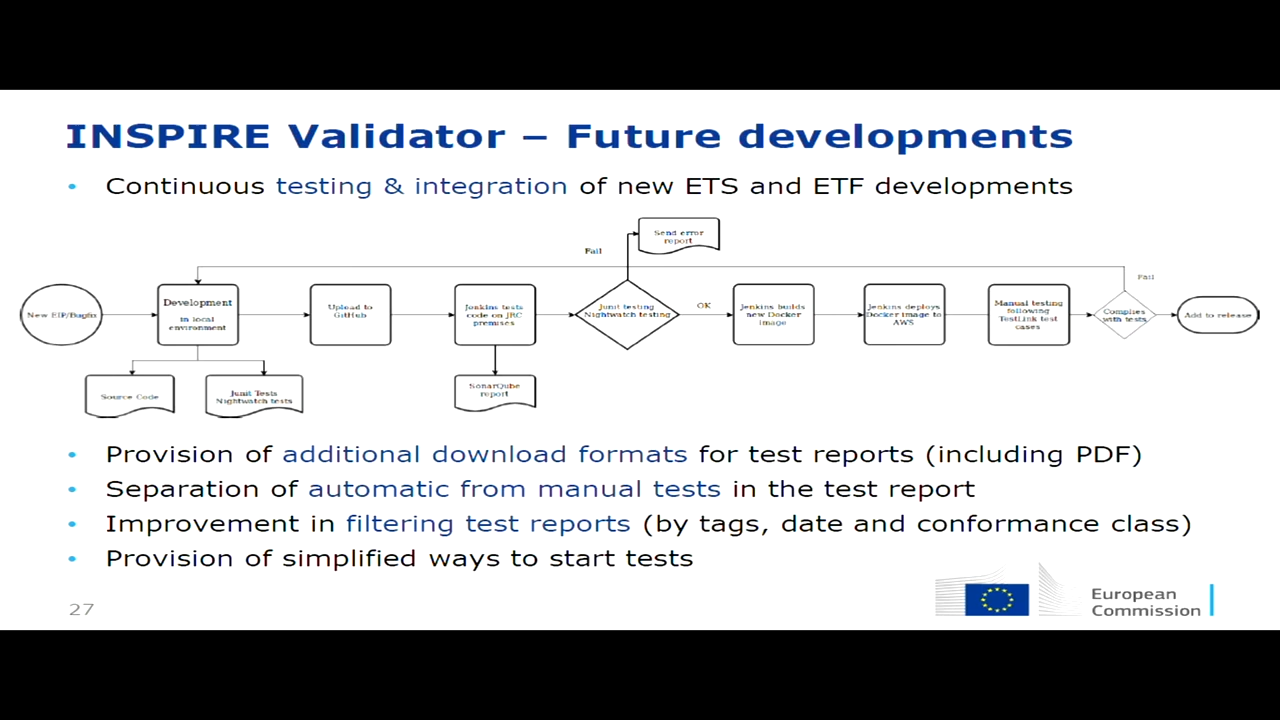 INSPIRE Validator – Future developments
• Continuous testing & integration of new ETS and ETF developments
Send error
report
Fail
Fail
New EIP/Bugfix
Development
in local
environment
Upload to
GitHub
Jenkins tests
code on JRC
premises
Junit testing
Nightwatch testing
OK
Jenkins builds
new Docker
image
Jenkins deploys
Docker image to
AWS
Manual testing
following
TestLink test
cases
Complies
with tests
Add to release
Source Code
Junit Tests
Nightwatch tests
SonarQube
report
• Provision of additional download formats for test reports (including PDF)
• Separation of automatic from manual tests in the test report
• Improvement in filtering test reports (by tags, date and conformance class)
• Provision of simplified ways to start tests
27
European
Commission